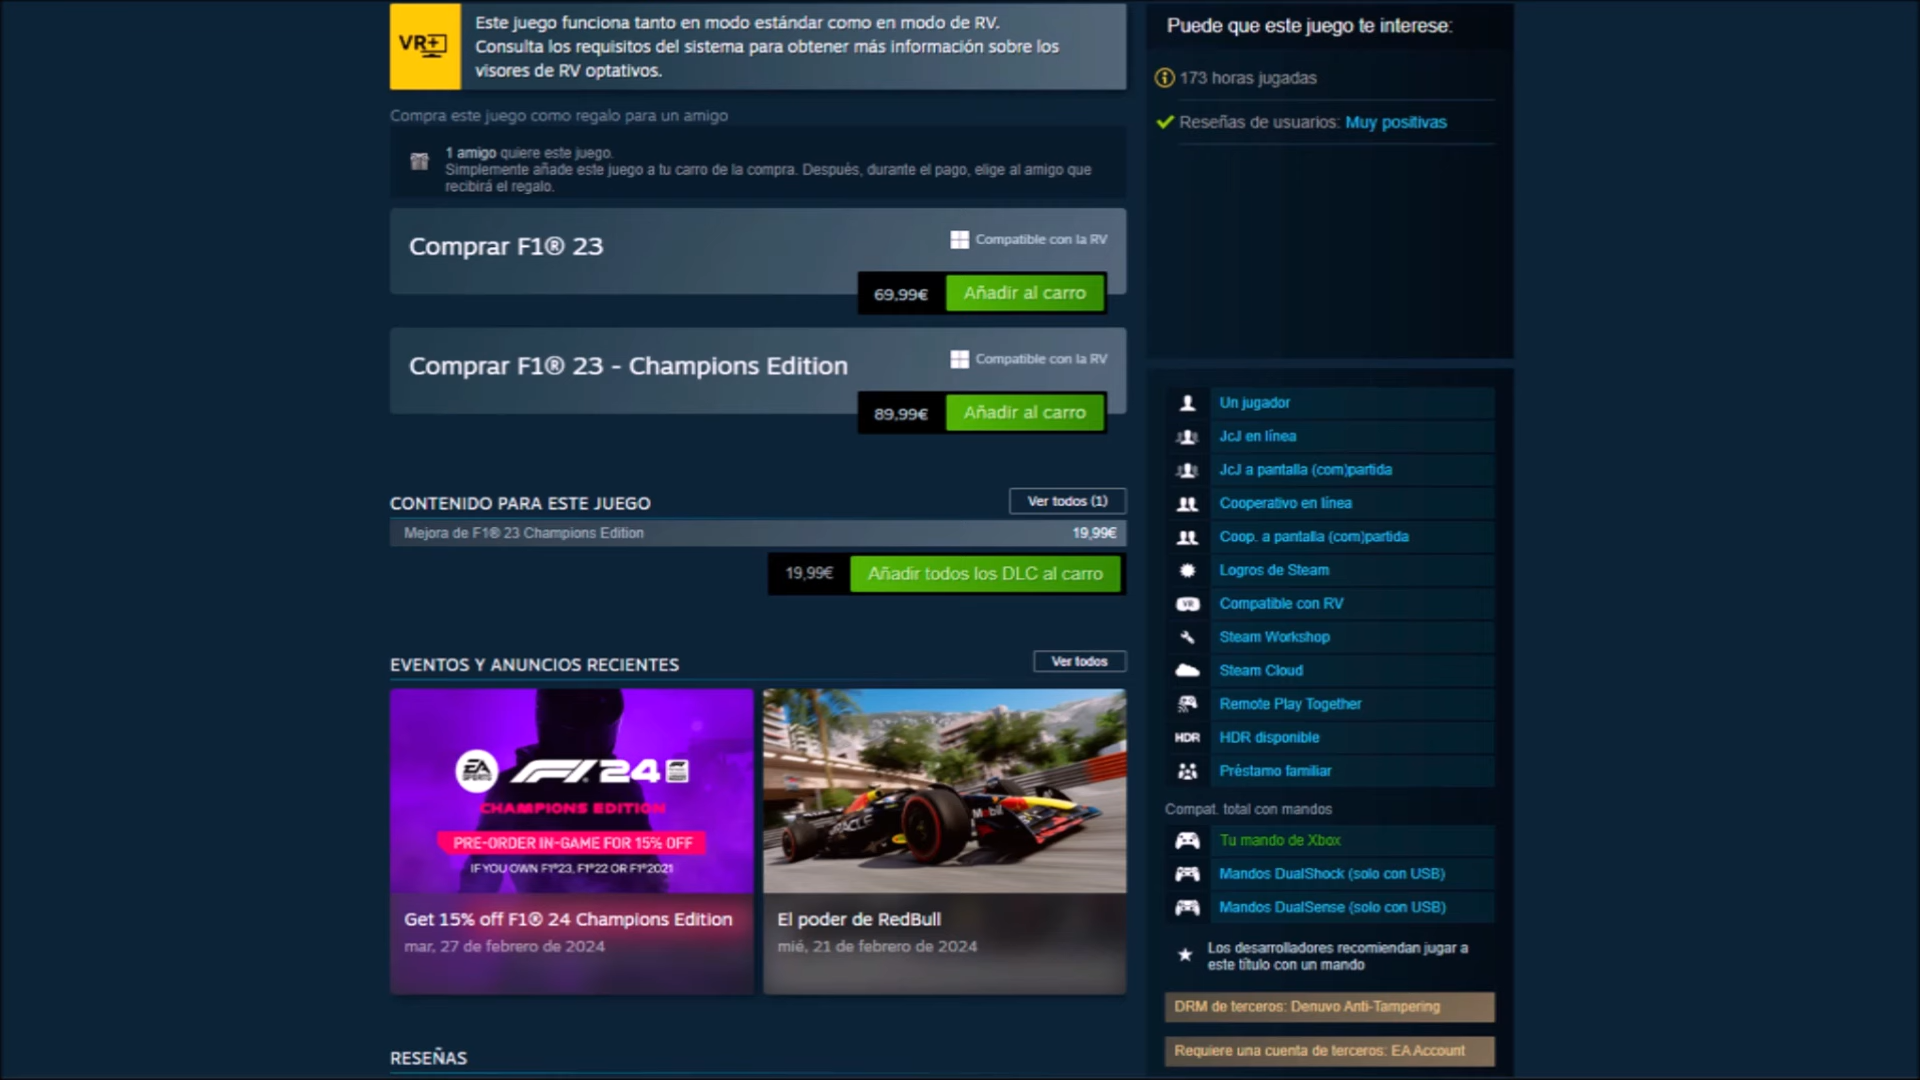 VR+
Este juego funciona tanto en modo estándar como en modo de RV.
Consulta los requisitos del sistema para obtener más información sobre los
visores de RV optativos.
Compra este juego como regalo para un amigo
1 amigo quiere este juego.
Simplemente añade este juego a tu carro de la compra. Después, durante el pago, elige al amigo que
recibirá el regalo.
Comprar F1® 23
Compatible con la RV
69,99€
Añadir al carro
Comprar F1® 23 - Champions Edition
Compatible con la RV
89,99€
Añadir al carro
CONTENIDO PARA ESTE JUEGO
Ver todos (1)
Mejora de F1® 23 Champions Edition
19,99€
19,99€
Añadir todos los DLC al carro
EVENTOS Y ANUNCIOS RECIENTES
Ver todos
EA
SPORTS
F1 24
CHAMPIONS EDITION
PRE-ORDER IN-GAME FOR 15% OFF
IF YOU OWN F1®23, F1®22 OR F1®2021
Get 15% off F1® 24 Champions Edition
mar, 27 de febrero de 2024
ORACLE
Mobil
El poder de RedBull
mié, 21 de febrero de 2024
RESEÑAS
Puede que este juego te interese:
173 horas jugadas
Reseñas de usuarios: Muy positivas
Un jugador
JcJ en línea
JcJ a pantalla (com)partida
Cooperativo en línea
Coop. a pantalla (com)partida
Logros de Steam
VR
Compatible con RV
Steam Workshop
Steam Cloud
Remote Play Together
HDR
HDR disponible
Préstamo familiar
Compat. total con mandos
Tu mando de Xbox
Mandos DualShock (solo con USB)
Mandos DualSense (solo con USB)
Los desarrolladores recomiendan jugar a
este título con un mando
DRM de terceros: Denuvo Anti-Tampering
Requiere una cuenta de terceros: EA Account